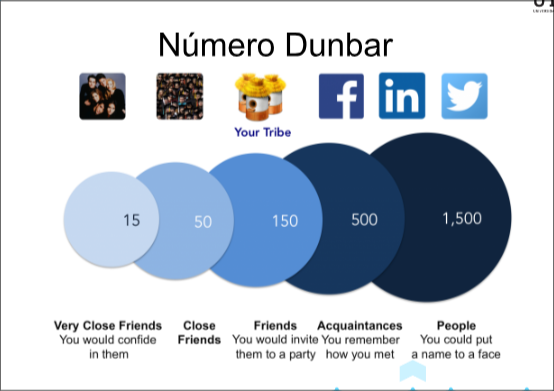 Número Dunbar
f
in
Your Tribe
15
50
150
500
1,500
Very Close Friends
You would confide
in them
Close
Friends
Friends
You would invite
them to a party
Acquaintances
You remember
how you met
People
You could put
a name to a face